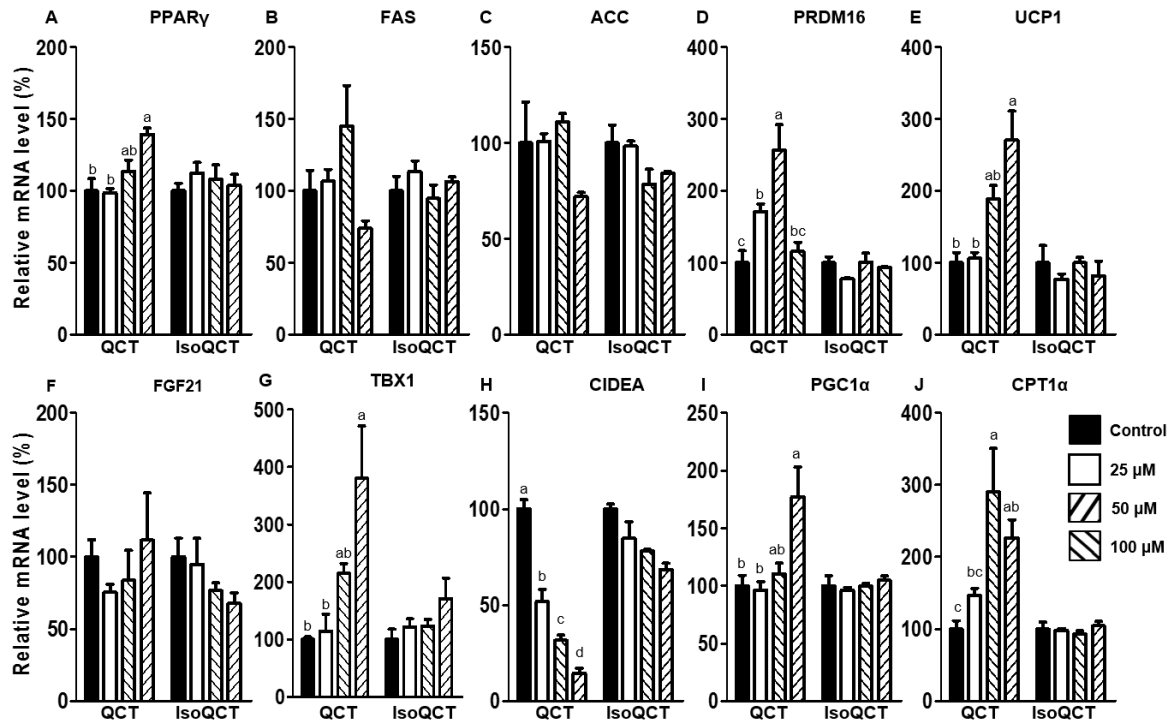 A PPARγ
B FAS
C ACC
D PRDM16
E UCP1
Relative mRNA level (%)
200
150
100
50
0
b
b
ab
a
QCT IsoQCT
200
150
100
50
0
QCT IsoQCT
150
100
50
0
QCT IsoQCT
400
300
200
100
0
c
b
a
bc
QCT IsoQCT
400
300
200
100
0
b
b
ab
a
QCT IsoQCT
F FGF21
G TBX1
H CIDEA
I PGC1α
J CPT1α
Relative mRNA level (%)
200
150
100
50
0
QCT IsoQCT
500
400
300
200
100
0
b
b
ab
a
QCT IsoQCT
150
100
50
0
a
b
c
d
QCT IsoQCT
250
200
150
100
50
0
b
b
ab
a
QCT IsoQCT
400
300
200
100
0
c
bc
a
ab
QCT IsoQCT
Control
25 μM
50 μM
100 μM